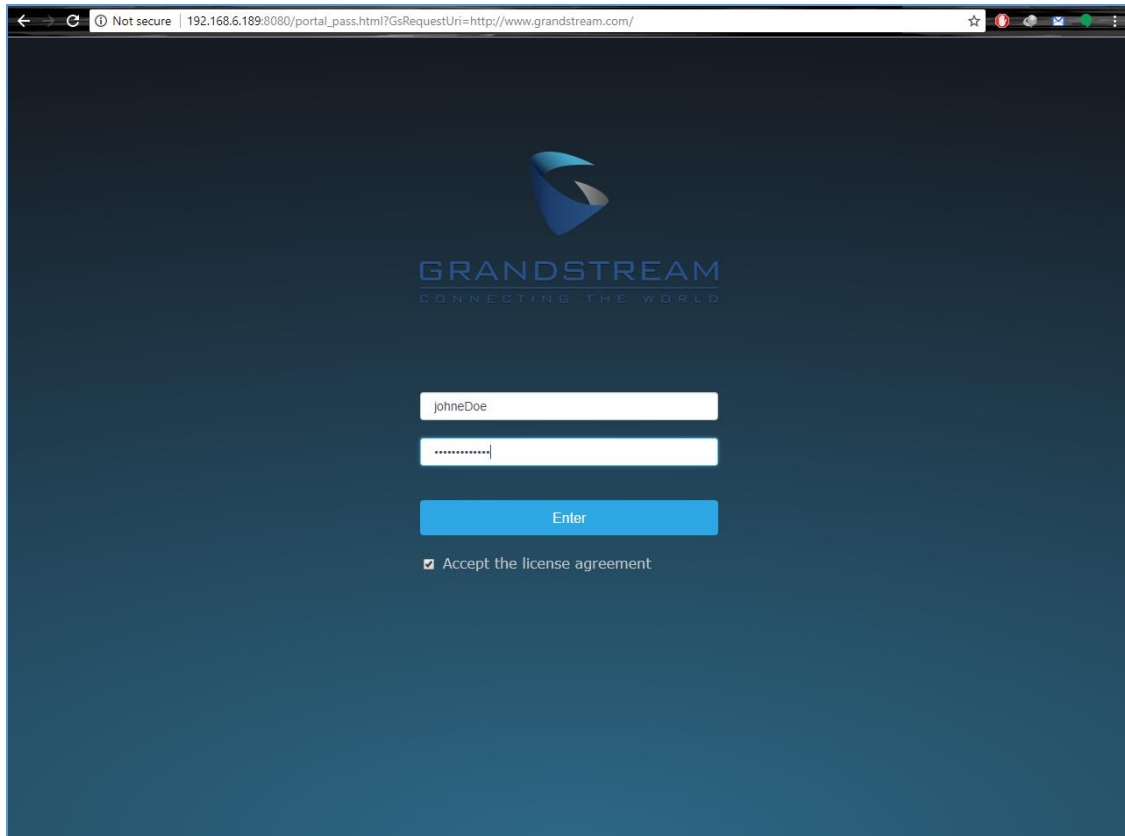 Not secure | 192.168.6.189:8080/portal_pass.html?GsRequestUri=http://www.grandstream.com/
GRANDSTREAM
CONNECTING THE WORLD
johneDoe
•••••••••••••
Enter
Accept the license agreement